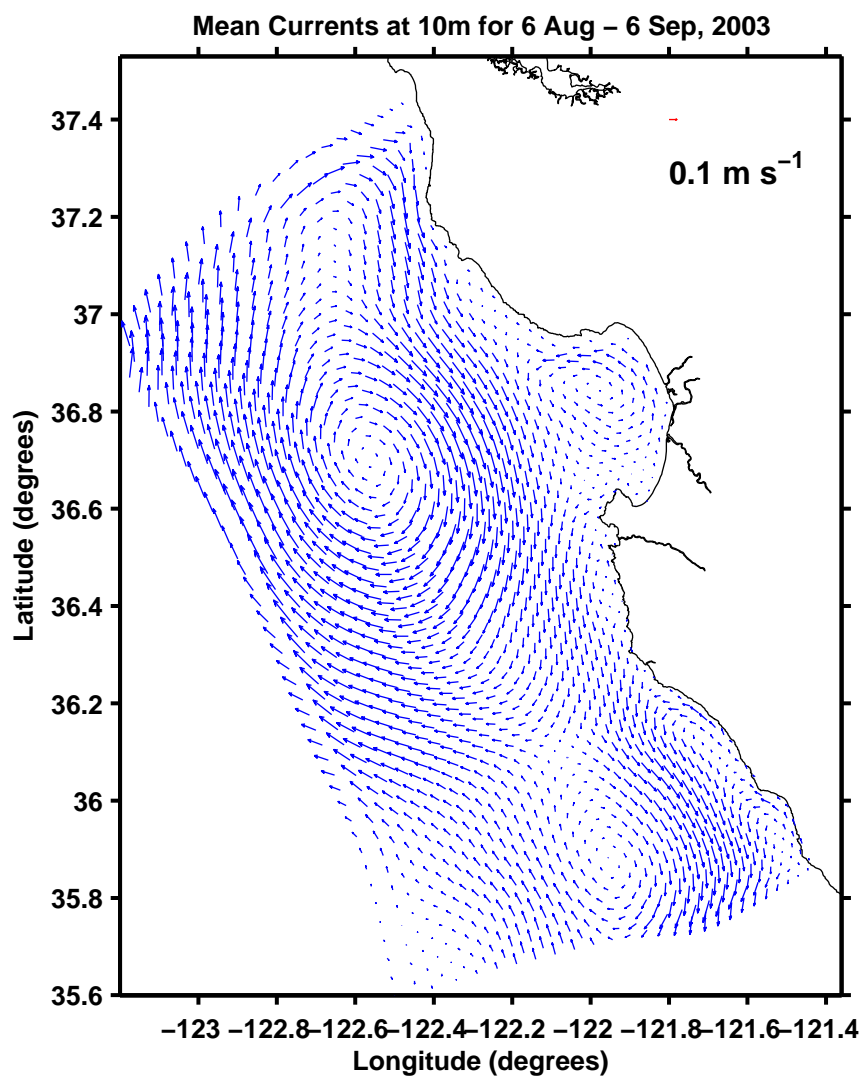 Mean Currents at 10m for 6 Aug − 6 Sep, 2003
37.4
0.1 m s⁻¹
37.2
37
36.8
36.6
36.4
36.2
36
35.8
35.6
Latitude (degrees)
−123 −122.8 −122.6 −122.4 −122.2 −122 −121.8 −121.6 −121.4
Longitude (degrees)